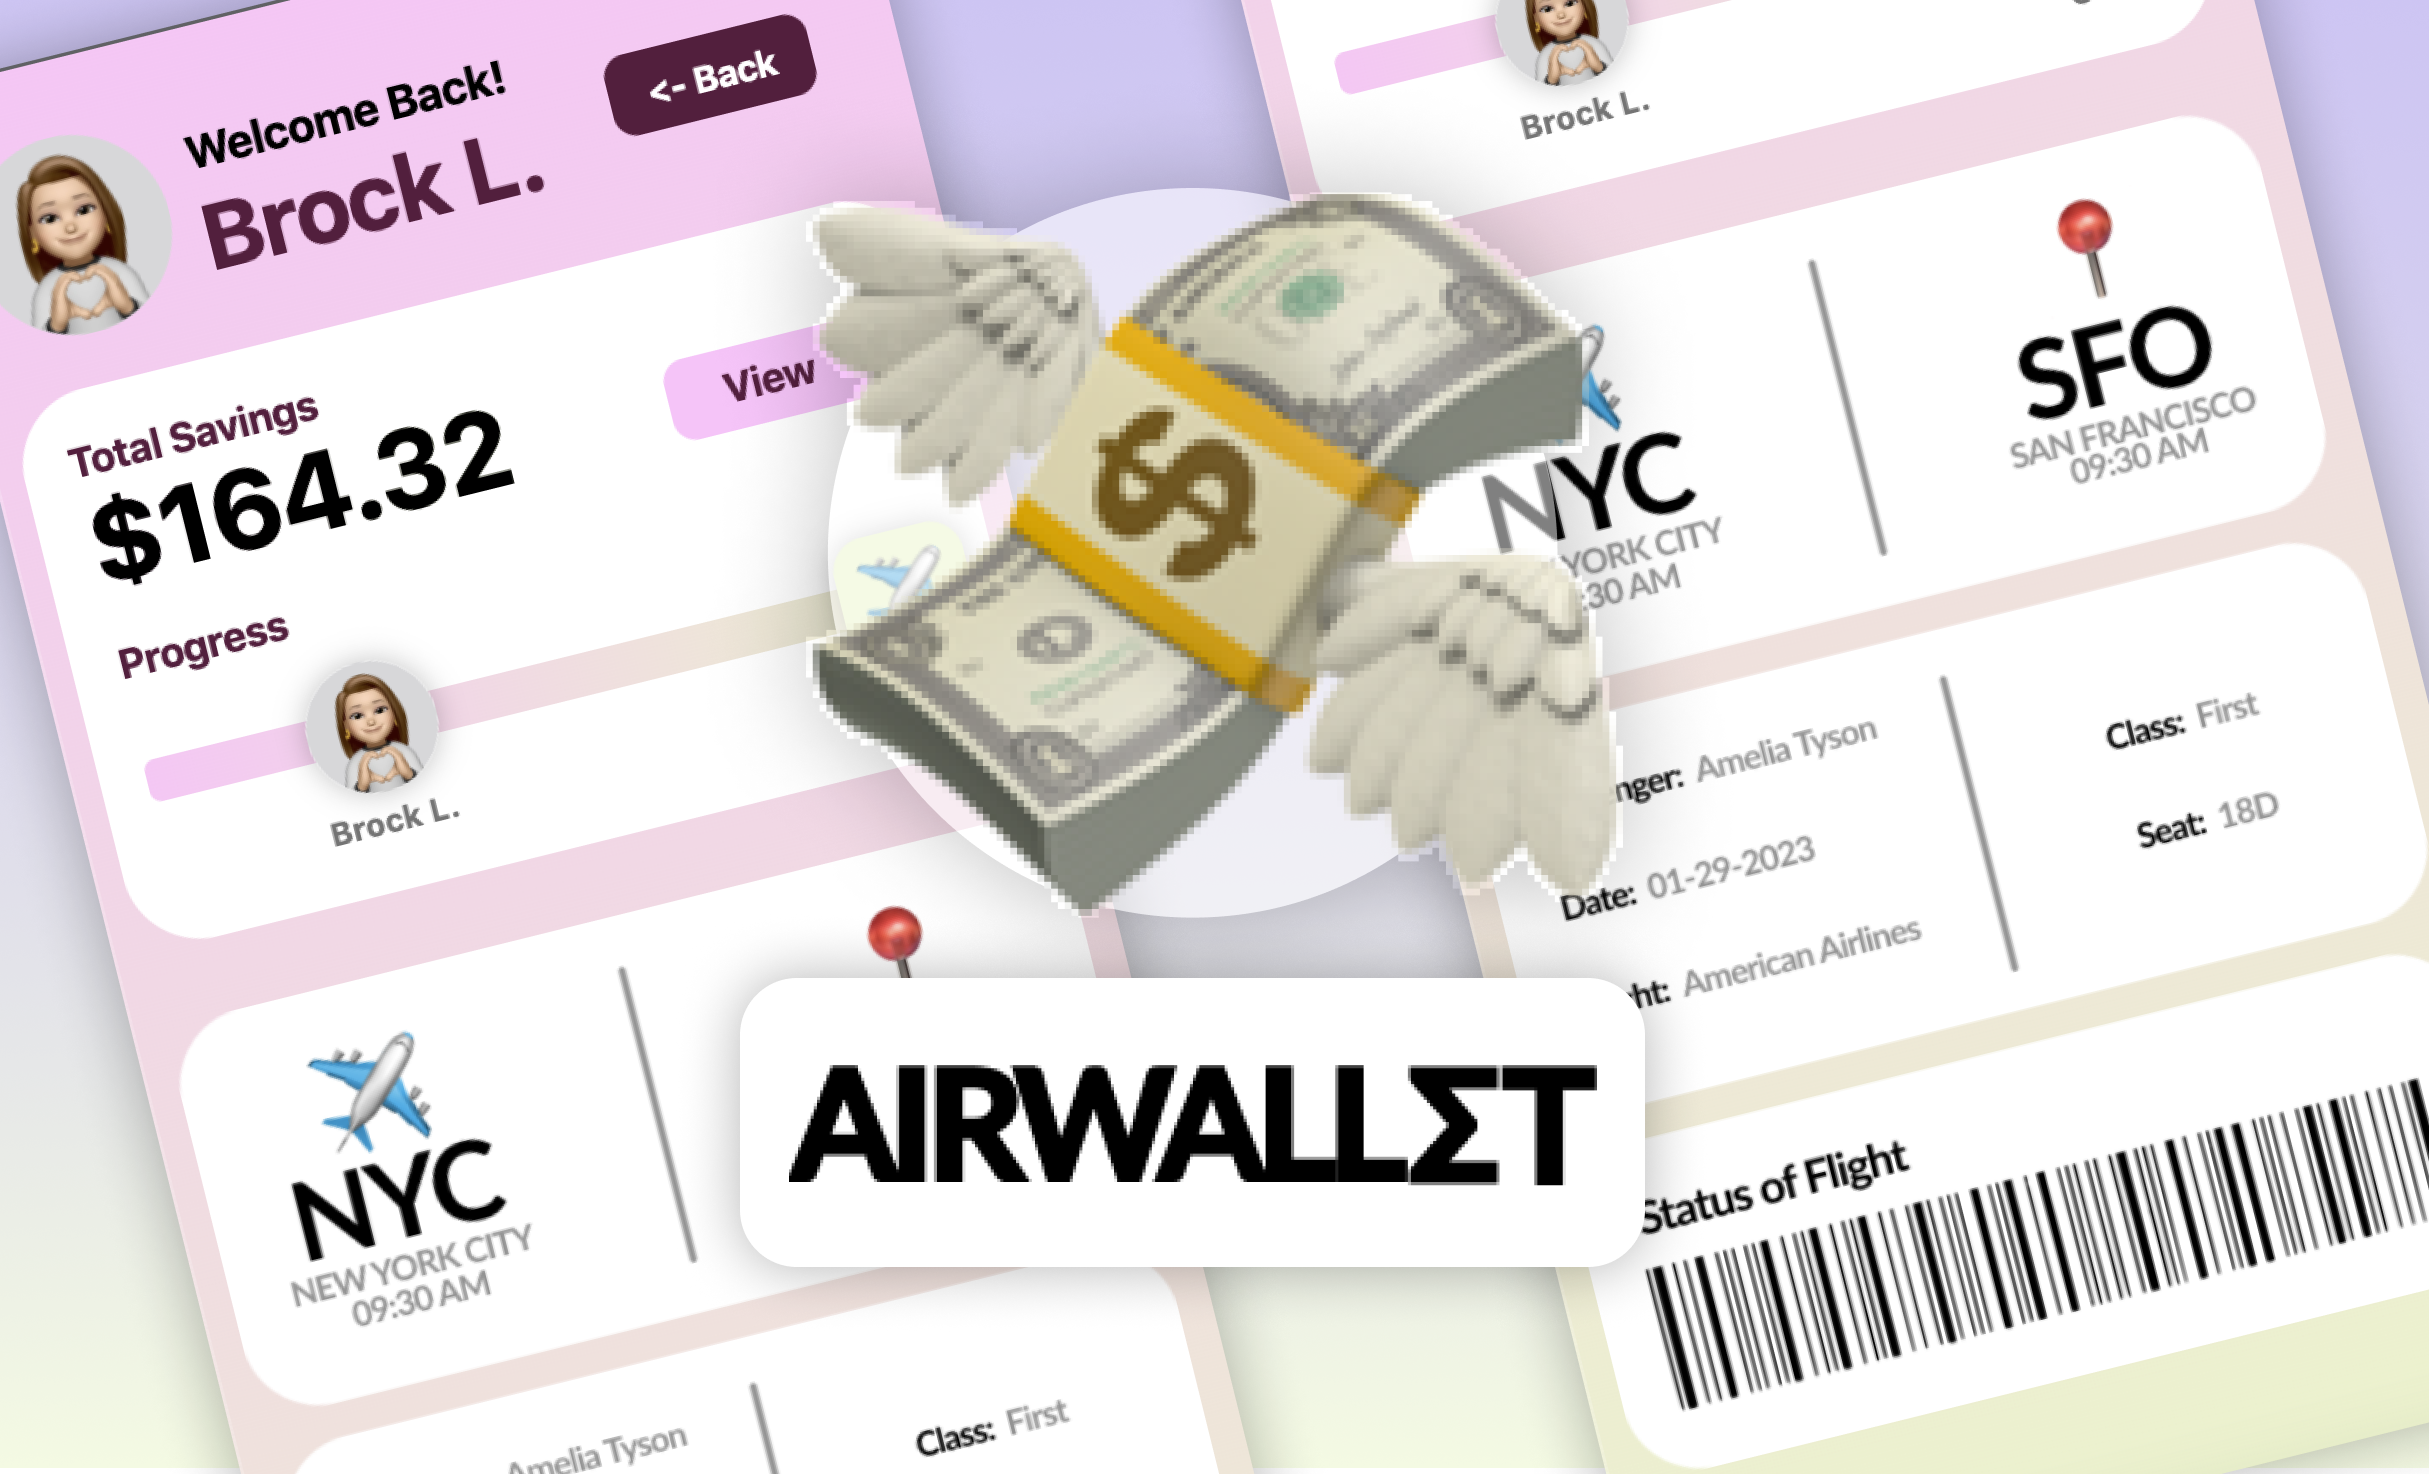 Welcome Back!
Brock L.
<- Back
Total Savings
$164.32
View
Progress
Brock L.
NYC
NEW YORK CITY
09:30 AM
Amelia Tyson
Class: First
Brock L.
NYC
YORK CITY
:30 AM
SFO
SAN FRANCISCO
09:30 AM
nger: Amelia Tyson
Date: 01-29-2023
ht: American Airlines
Class: First
Seat: 18D
Status of Flight
$
AIRWALLΣT